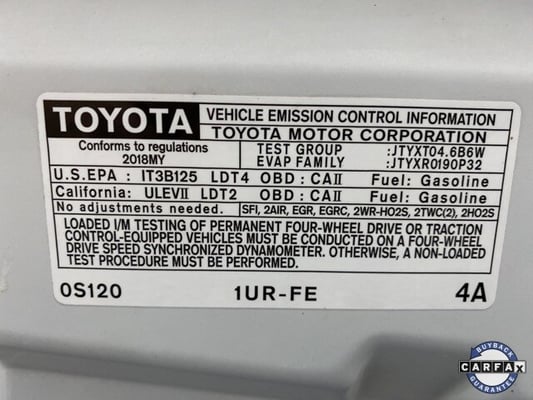 TOYOTA VEHICLE EMISSION CONTROL INFORMATION
TOYOTA MOTOR CORPORATION
Conforms to regulations TEST GROUP :JTYXT04.6B6W
2018MY EVAP FAMILY :JTYXR0190P32
U.S.EPA : IT3B125 LDT4 OBD : CAII Fuel: Gasoline
California: ULEVII LDT2 OBD : CAII Fuel: Gasoline
No adjustments needed. SFI, 2AIR, EGR, EGRC, 2WR-HO2S, 2TWC(2), 2HO2S
LOADED I/M TESTING OF PERMANENT FOUR-WHEEL DRIVE OR TRACTION
CONTROL-EQUIPPED VEHICLES MUST BE CONDUCTED ON A FOUR-WHEEL
DRIVE SPEED SYNCHRONIZED DYNAMOMETER. OTHERWISE, A NON-LOADED
TEST PROCEDURE MUST BE PERFORMED.
0S120 1UR-FE 4A
BUYBACK
CARFAX
GUARANTEE